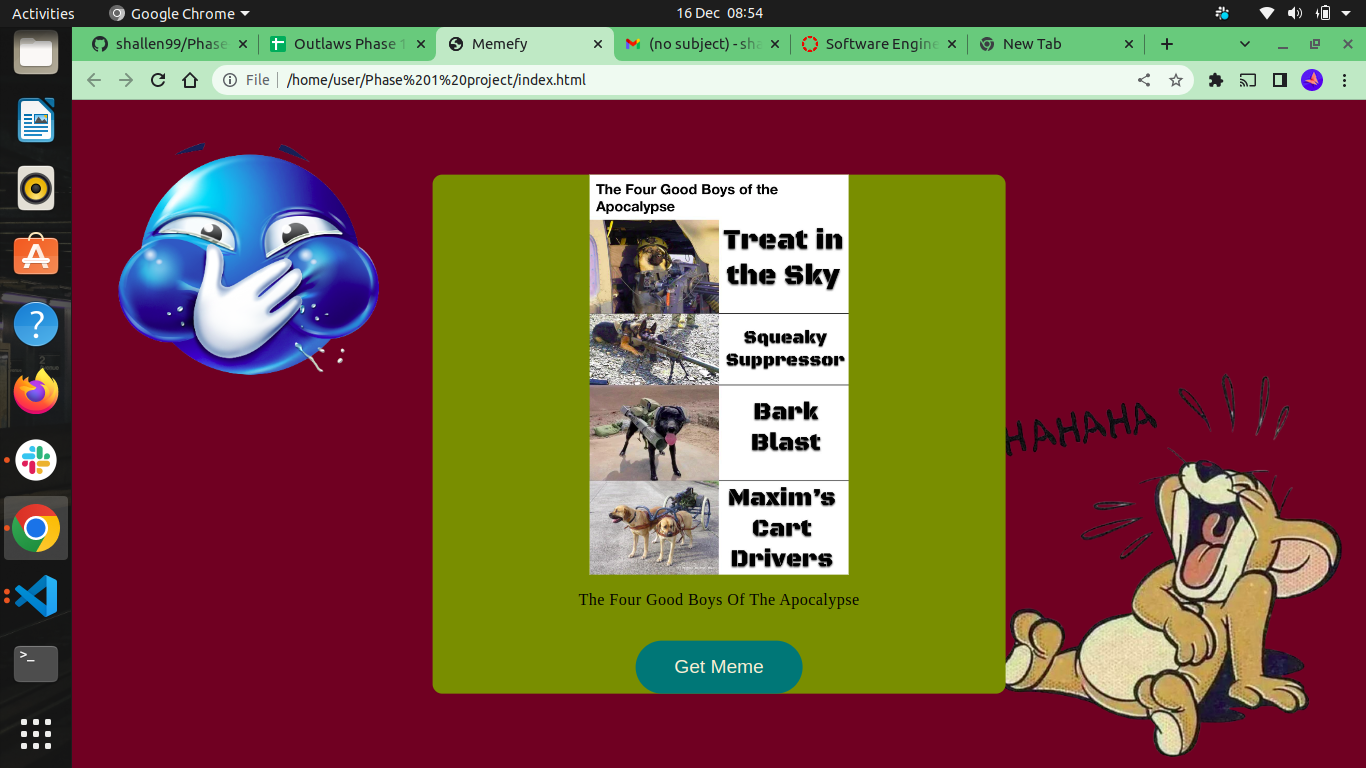 Activities
Google Chrome
16 Dec 08:54
shallen99/Phase
Outlaws Phase 1
Memefy
(no subject) - sha
Software Engine
New Tab
File
/home/user/Phase%201%20project/index.html
The Four Good Boys of the
Apocalypse
Treat in
the Sky
Squeaky
Suppressor
Bark
Blast
Maxim's
Cart
Drivers
The Four Good Boys Of The Apocalypse
Get Meme
HAHAHA